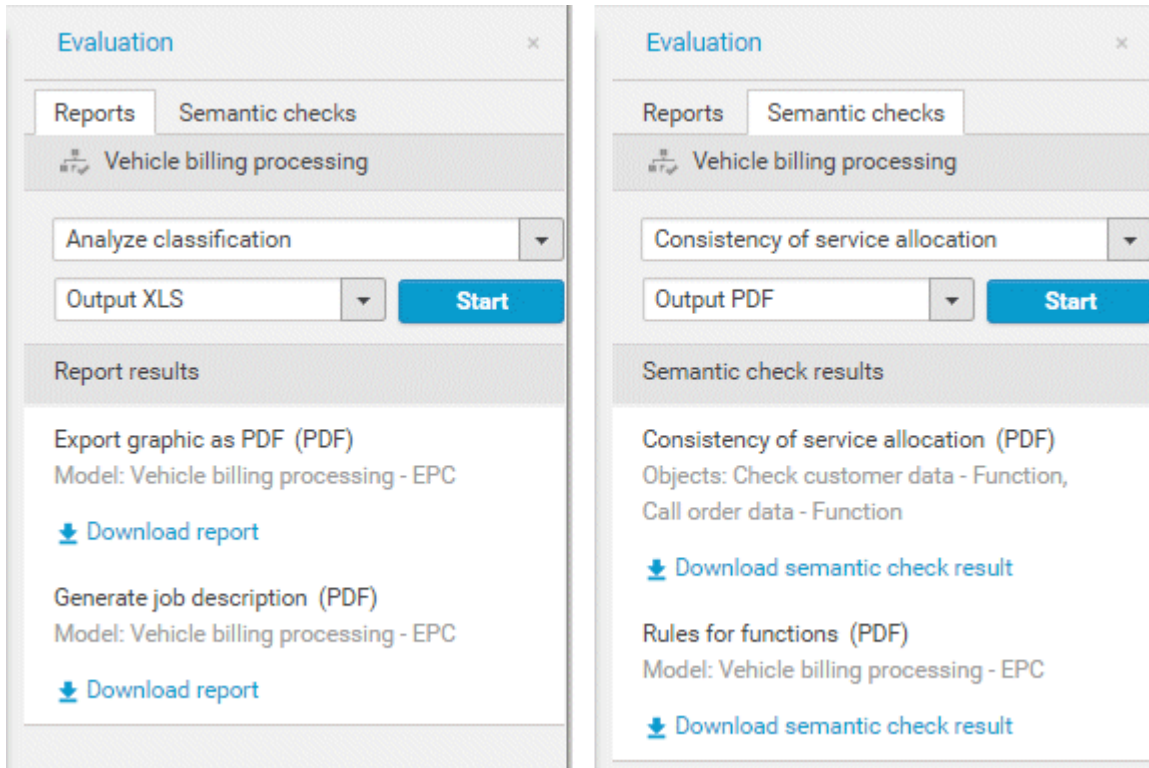 Evaluation ×
Reports Semantic checks
Vehicle billing processing
Analyze classification
Output XLS Start
Report results
Export graphic as PDF (PDF)
Model: Vehicle billing processing - EPC
Download report
Generate job description (PDF)
Model: Vehicle billing processing - EPC
Download report
Evaluation ×
Reports Semantic checks
Vehicle billing processing
Consistency of service allocation
Output PDF Start
Semantic check results
Consistency of service allocation (PDF)
Objects: Check customer data - Function,
Call order data - Function
Download semantic check result
Rules for functions (PDF)
Model: Vehicle billing processing - EPC
Download semantic check result